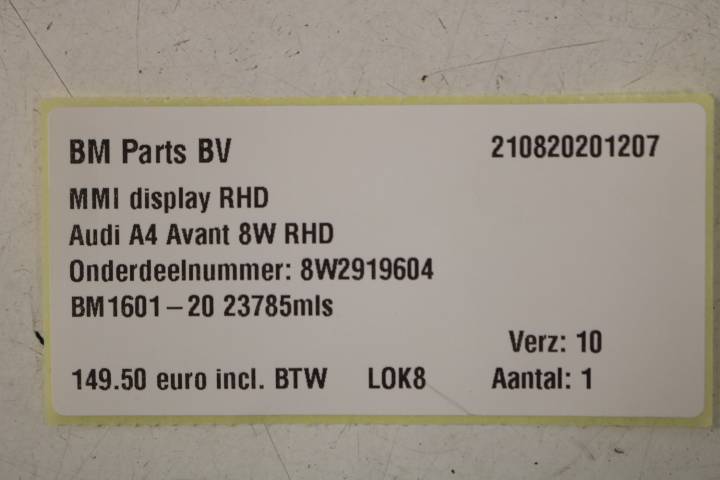 BM Parts BV 210820201207
MMI display RHD
Audi A4 Avant 8W RHD
Onderdeelnummer: 8W2919604
BM1601-20 23785mls
Verz: 10
149.50 euro incl. BTW LOK8 Aantal: 1